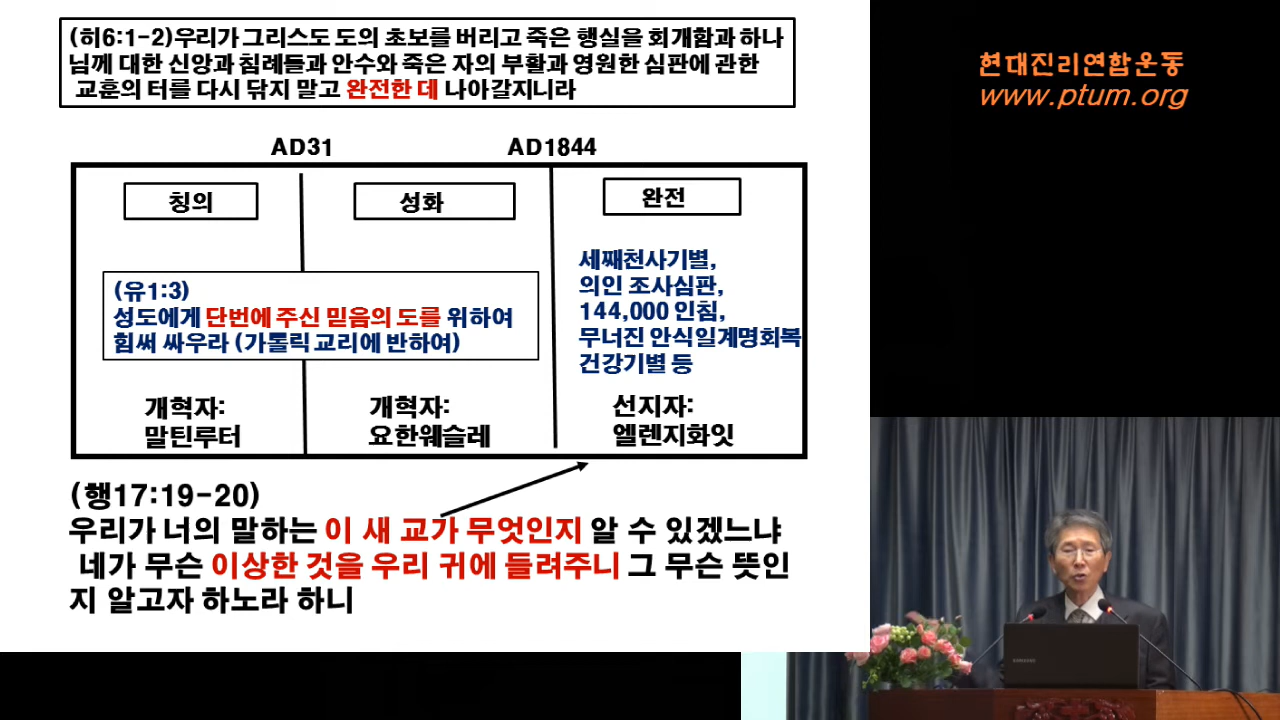 (히6:1-2)우리가 그리스도 도의 초보를 버리고 죽은 행실을 회개함과 하나
님께 대한 신앙과 침례들과 안수와 죽은 자의 부활과 영원한 심판에 관한
교훈의 터를 다시 닦지 말고 완전한 데 나아갈지니라
현대진리연합운동
www.ptum.org
AD31
AD1844
칭의
성화
완전
세째천사기별,
의인 조사심판,
144,000 인침,
무너진 안식일계명회복
건강기별 등
(유1:3)
성도에게 단번에 주신 믿음의 도를 위하여
힘써 싸우라 (가톨릭 교리에 반하여)
개혁자:
말틴루터
개혁자:
요한웨슬레
선지자:
엘렌지화잇
(행17:19-20)
우리가 너의 말하는 이 새 교가 무엇인지 알 수 있겠느냐
네가 무슨 이상한 것을 우리 귀에 들려주니 그 무슨 뜻인
지 알고자 하노라 하니
SAMSUNG